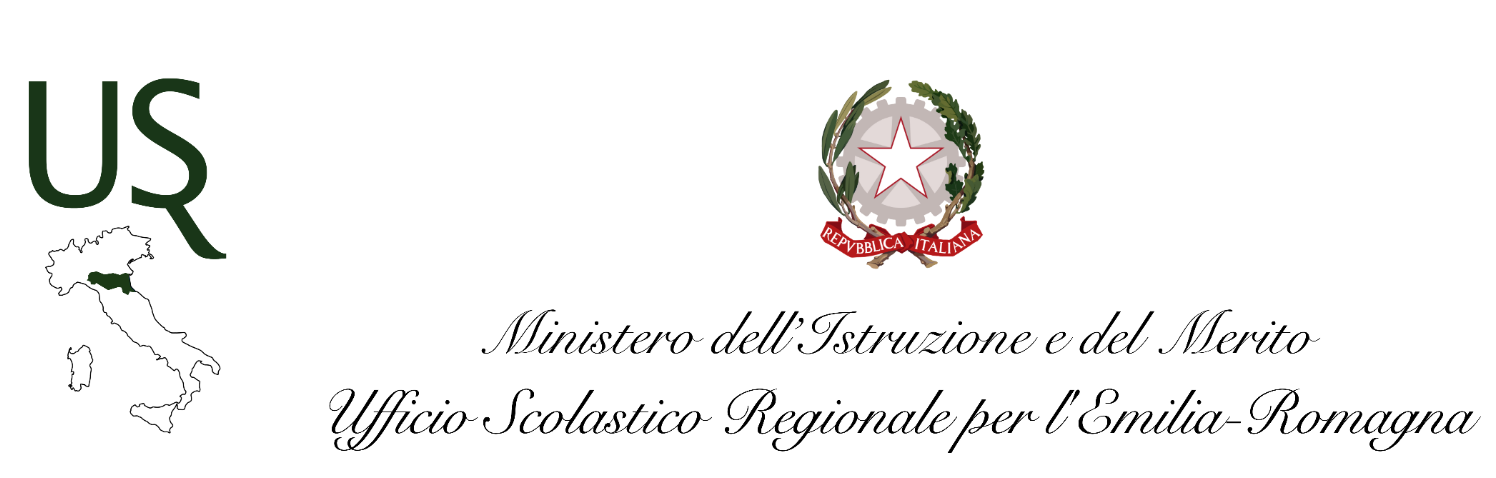 USR
REPVBBLICA ITALIANA
Ministero dell'Istruzione e del Merito
Ufficio Scolastico Regionale per l'Emilia-Romagna